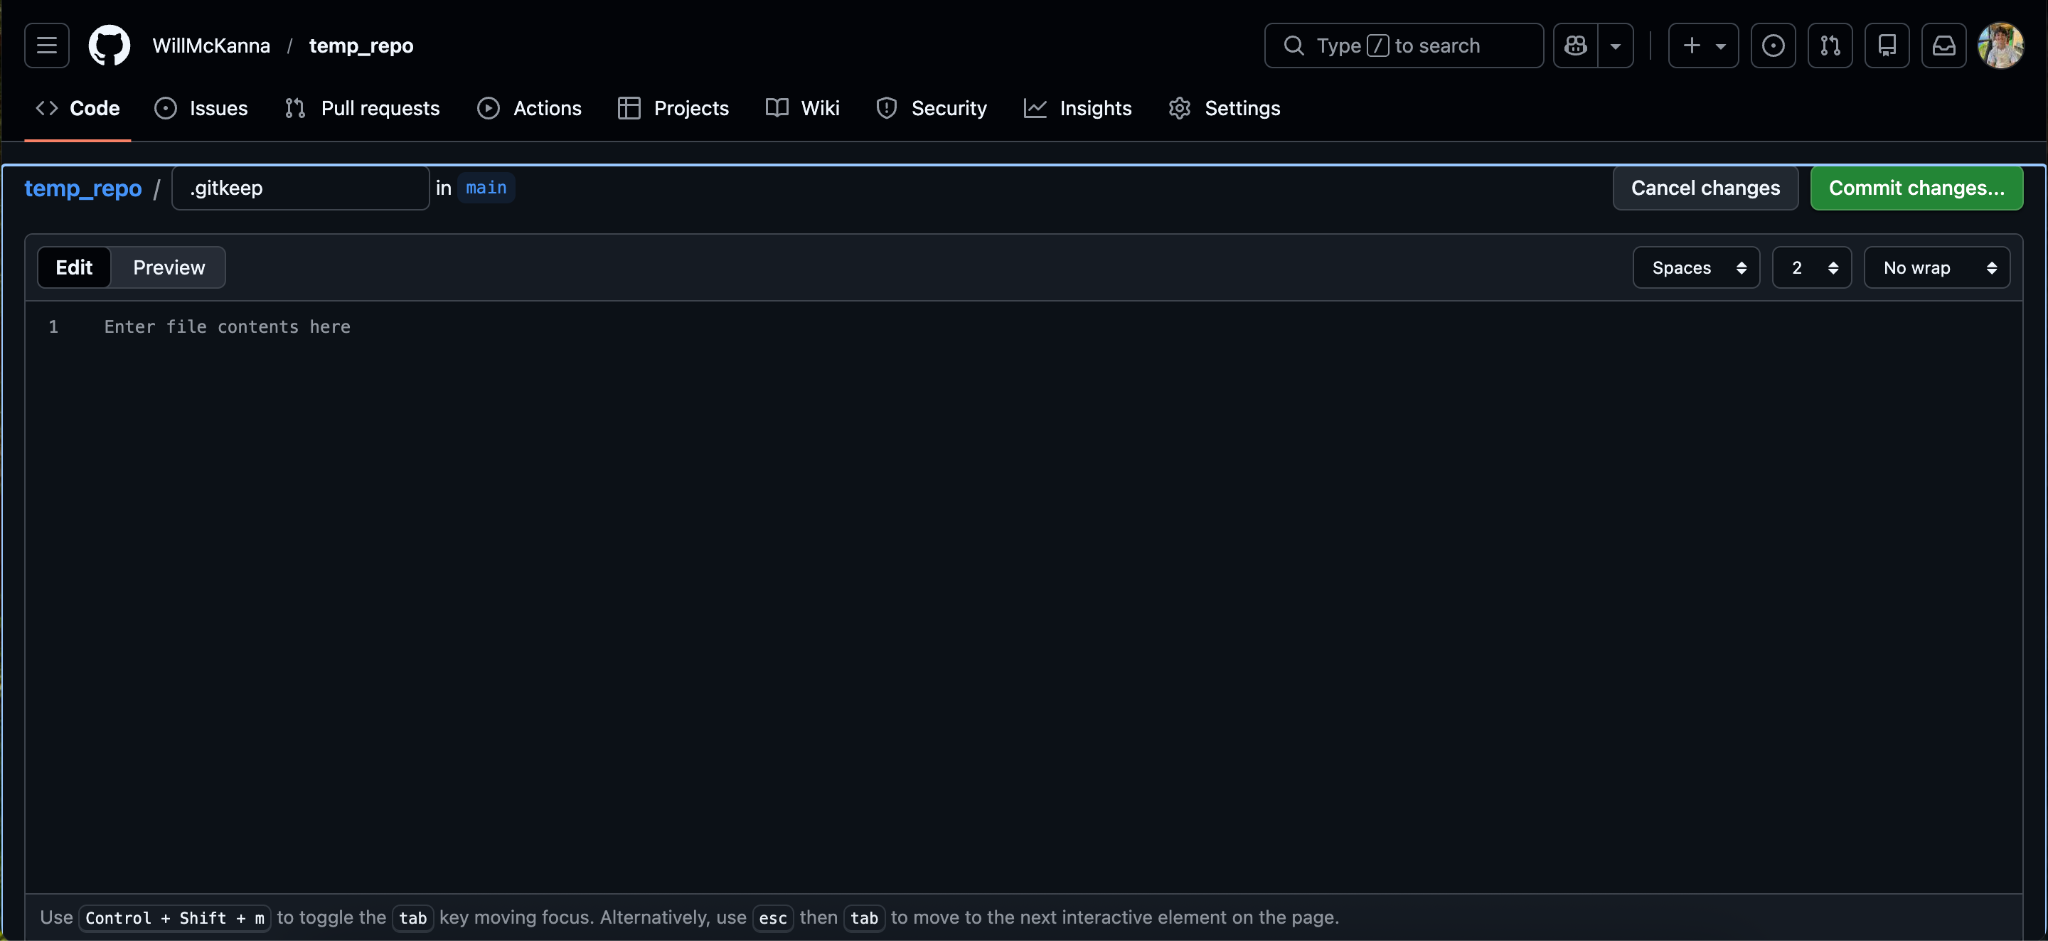 WillMcKanna / temp_repo
Type / to search
Code Issues Pull requests Actions Projects Wiki Security Insights Settings
temp_repo / .gitkeep in main
Cancel changes Commit changes...
Edit Preview
Spaces 2 No wrap
1 Enter file contents here
Use Control + Shift + m to toggle the tab key moving focus. Alternatively, use esc then tab to move to the next interactive element on the page.